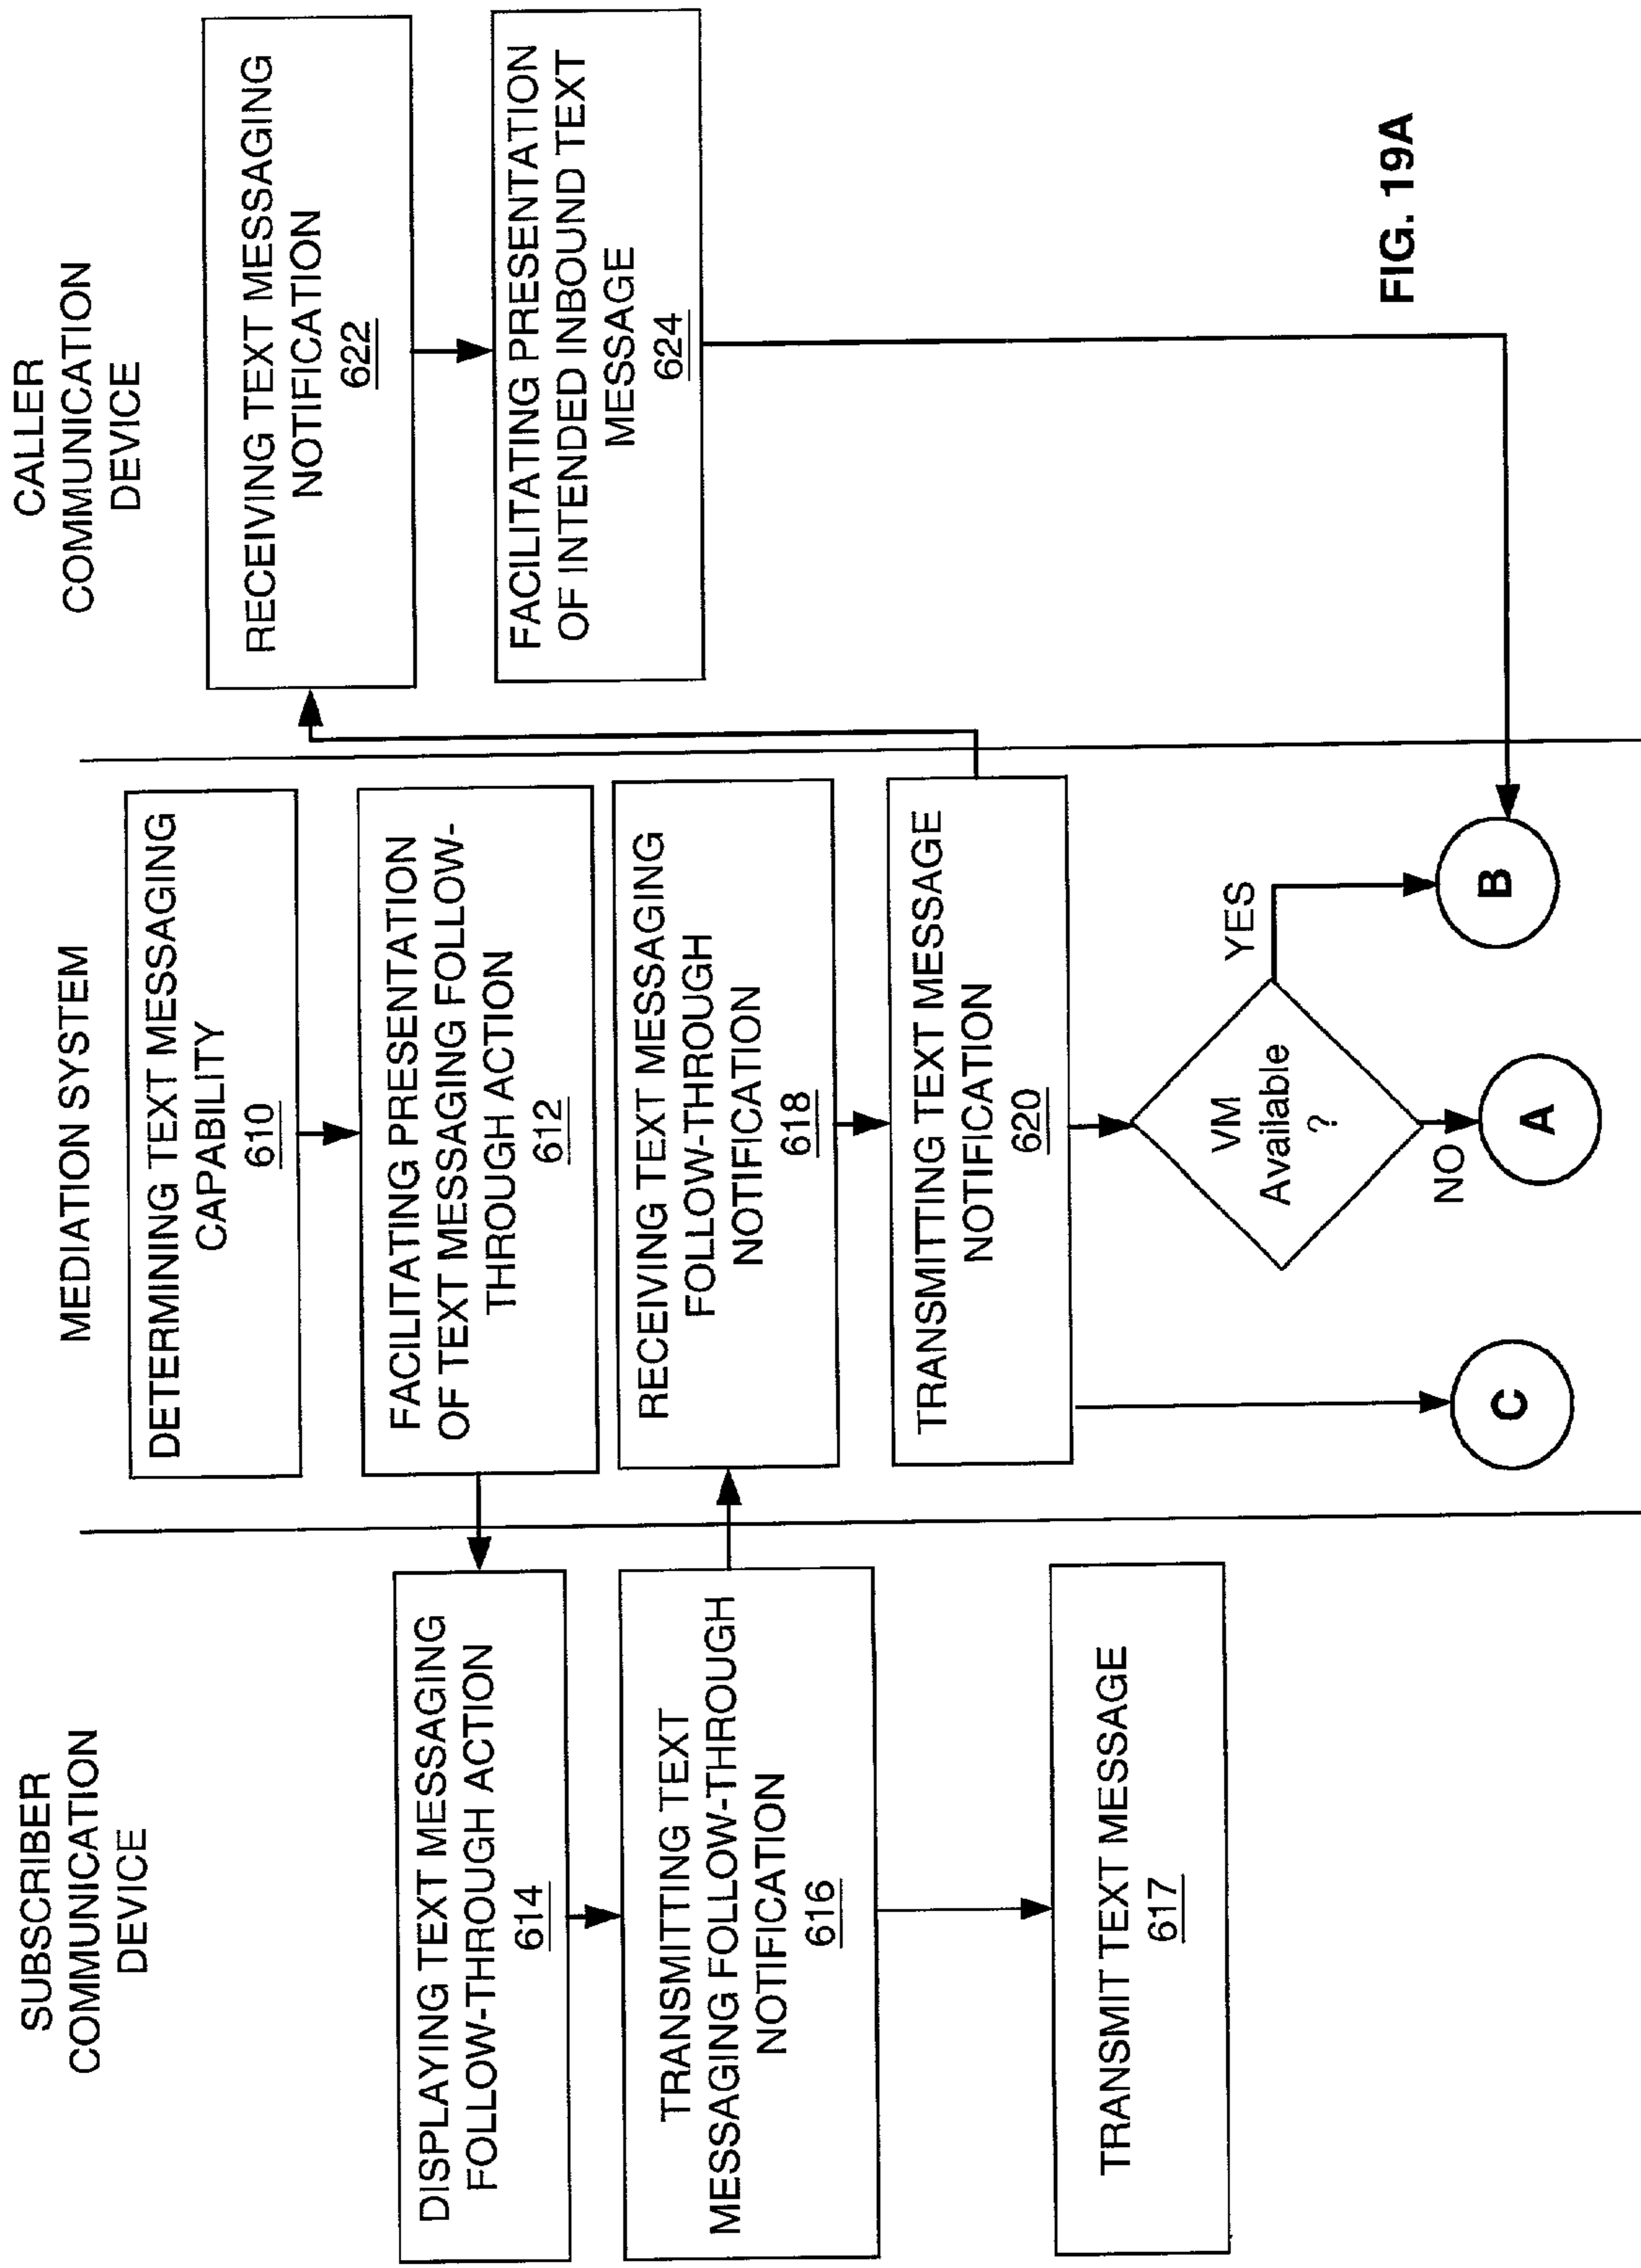 SUBSCRIBER
COMMUNICATION
DEVICE
DISPLAYING TEXT MESSAGING
FOLLOW-THROUGH ACTION
614
TRANSMITTING TEXT
MESSAGING FOLLOW-THROUGH
NOTIFICATION
616
TRANSMIT TEXT MESSAGE
617
MEDIATION SYSTEM
DETERMINING TEXT MESSAGING
CAPABILITY
610
FACILITATING PRESENTATION
OF TEXT MESSAGING FOLLOW-
THROUGH ACTION
612
RECEIVING TEXT MESSAGING
FOLLOW-THROUGH
NOTIFICATION
618
TRANSMITTING TEXT MESSAGE
NOTIFICATION
620
VM
Available
?
YES
NO
C
A
B
CALLER
COMMUNICATION
DEVICE
RECEIVING TEXT MESSAGING
NOTIFICATION
622
FACILITATING PRESENTATION
OF INTENDED INBOUND TEXT
MESSAGE
624
FIG. 19A